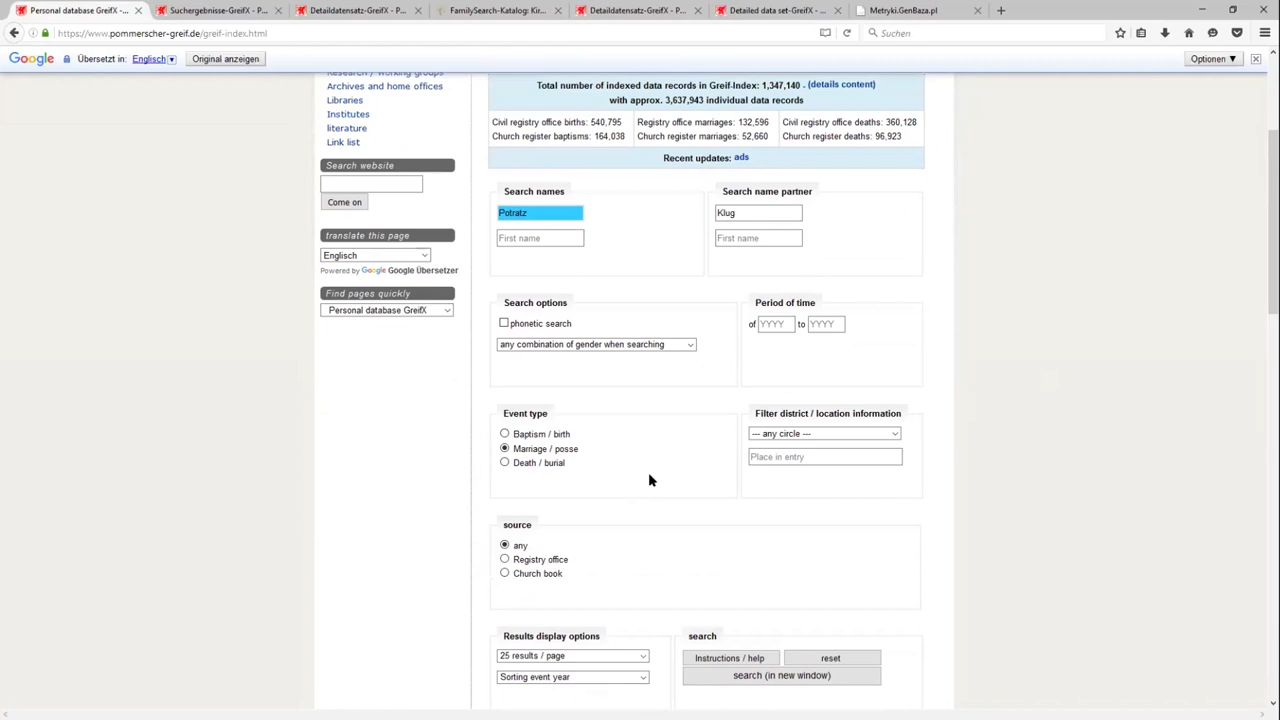 Personal database GreifX -...
Suchergebnisse-GreifX - P...
Detaildatensatz-GreifX - P...
FamilySearch-Katalog: Kir...
Detaildatensatz-GreifX - P...
Detailed data set-GreifX -...
Metryki.GenBaza.pl
https://www.pommerscher-greif.de/greif-index.html
Suchen
Google Übersetzt in: Englisch Original anzeigen Optionen
Research / working groups
Archives and home offices
Libraries
Institutes
literature
Link list
Search website
Come on
translate this page
Englisch
Powered by Google Google Übersetzer
Find pages quickly
Personal database GreifX
Total number of indexed data records in Greif-Index: 1,347,140 - (details content)
with approx. 3,637,943 individual data records
Civil registry office births: 540,795 Registry office marriages: 132,596 Civil registry office deaths: 360,128
Church register baptisms: 164,038 Church register marriages: 52,660 Church register deaths: 96,923
Recent updates: ads
Search names
Potratz
First name
Search name partner
Klug
First name
Search options
phonetic search
any combination of gender when searching
Period of time
of YYYY to YYYY
Event type
Baptism / birth
Marriage / posse
Death / burial
Filter district / location information
--- any circle ---
Place in entry
source
any
Registry office
Church book
Results display options
25 results / page
Sorting event year
search
Instructions / help reset
search (in new window)